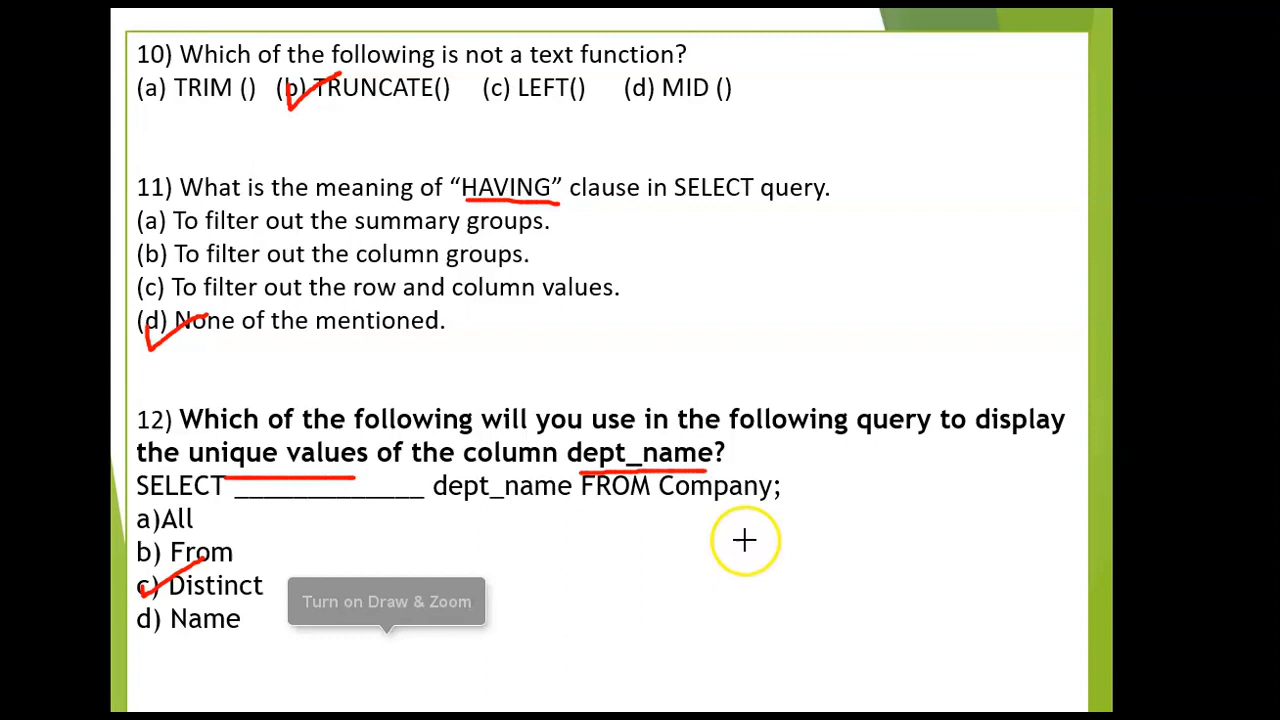 10) Which of the following is not a text function?
(a) TRIM () (b) TRUNCATE() (c) LEFT() (d) MID ()
11) What is the meaning of “HAVING” clause in SELECT query.
(a) To filter out the summary groups.
(b) To filter out the column groups.
(c) To filter out the row and column values.
(d) None of the mentioned.
12) Which of the following will you use in the following query to display
the unique values of the column dept_name?
SELECT _____________ dept_name FROM Company;
a)All
b) From
c) Distinct
d) Name
Turn on Draw & Zoom